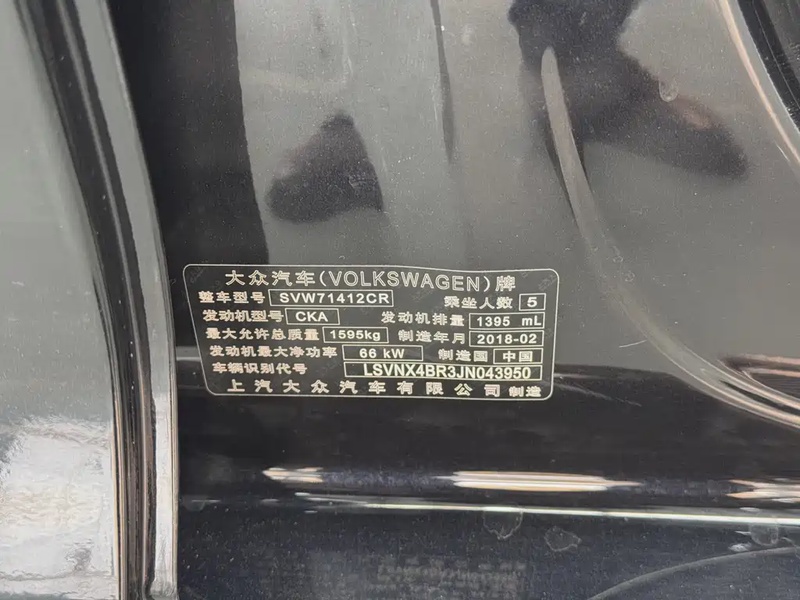 大众汽车(VOLKSWAGEN)牌
整车型号 SVW71412CR 乘坐人数 5
发动机型号 CKA 发动机排量 1395 mL
最大允许总质量 1595kg 制造年月 2018-02
发动机最大净功率 66 kW 制造国 中国
车辆识别代号 LSVNX4BR3JN043950
上汽大众汽车有限公司 制造